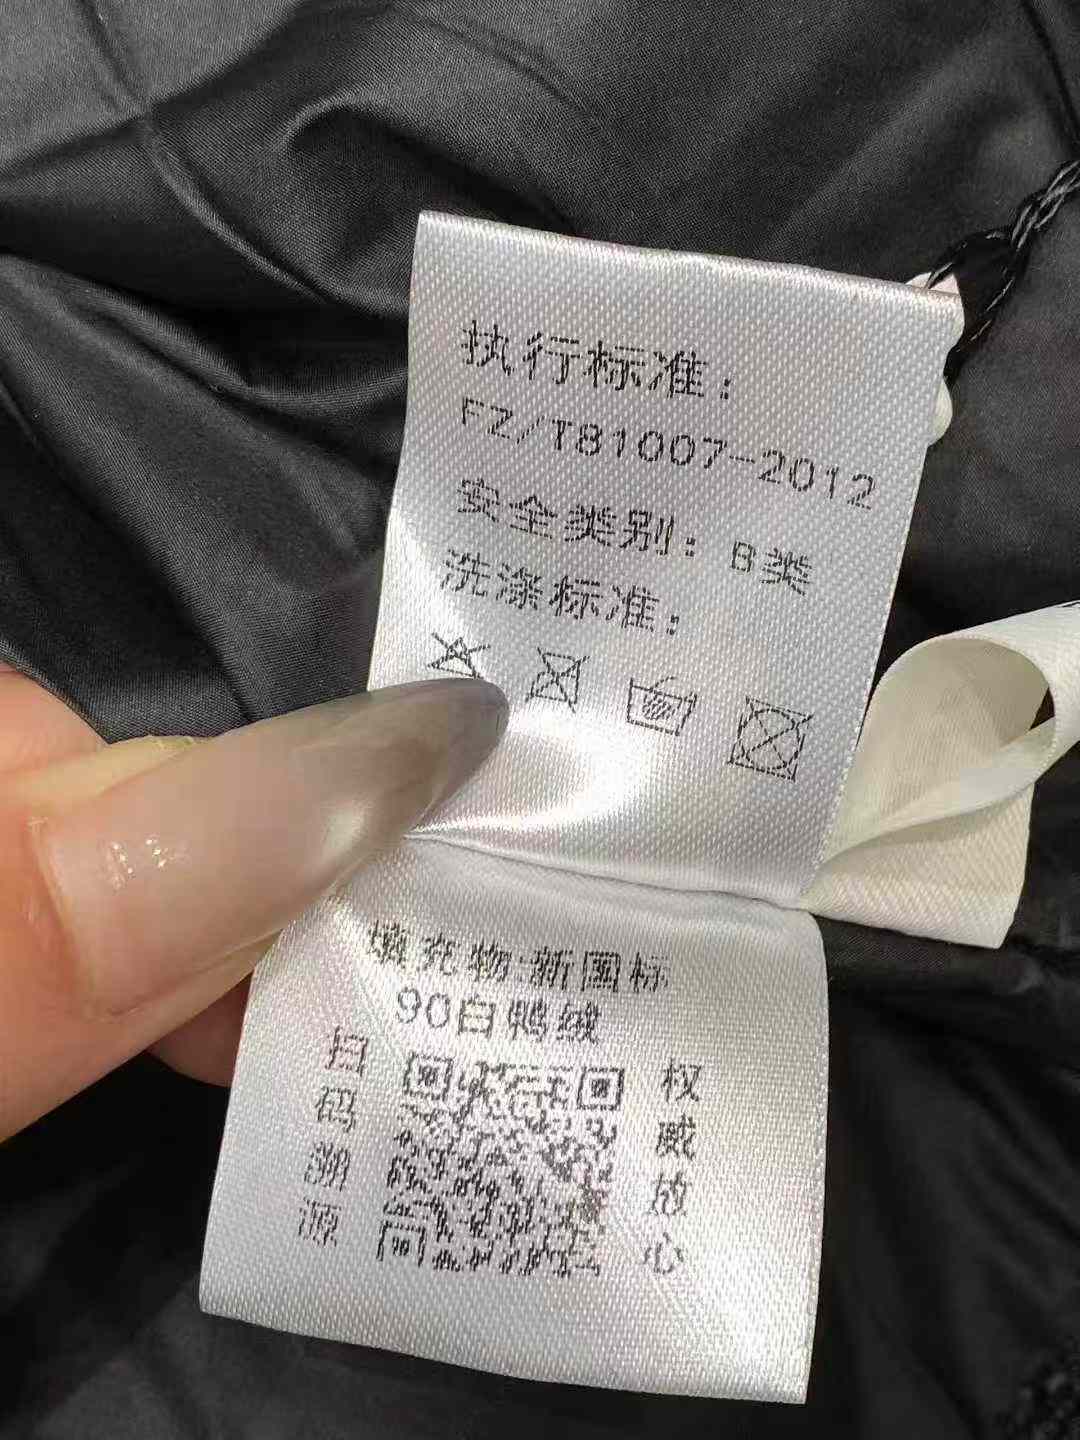 执行标准：
FZ/T81007-2012
安全类别：B类
洗涤标准：
填充物:新国标
90白鸭绒
扫码溯源
权威放心